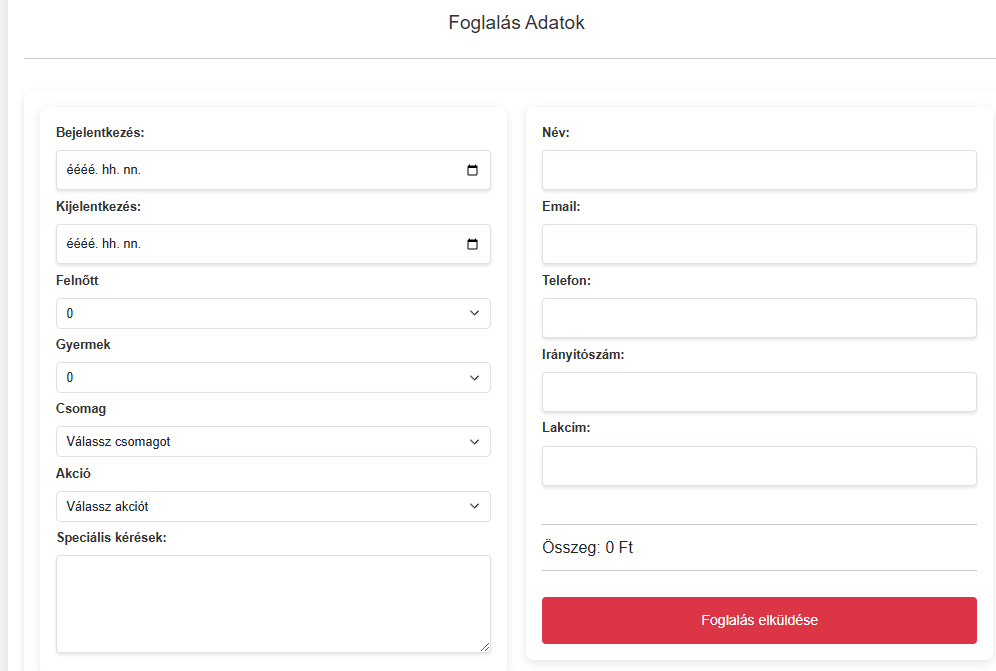 Foglalás Adatok
Bejelentkezés:
éééé. hh. nn.
Kijelentkezés:
éééé. hh. nn.
Felnőtt
0
Gyermek
0
Csomag
Válassz csomagot
Akció
Válassz akciót
Speciális kérések:
Név:
Email:
Telefon:
Irányítószám:
Lakcím:
Összeg: 0 Ft
Foglalás elküldése